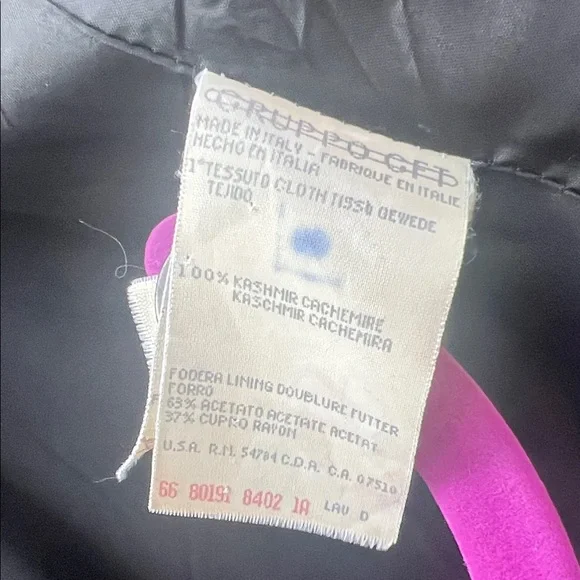 GRUPPO GFT
MADE IN ITALY - FABRIQUE EN ITALIE
HECHO EN ITALIA
1° TESSUTO CLOTH TISSU GEWEDE
TEJIDO
100% KASHMIR CACHEMIRE
KASCHMIR CACHEMIRA
FODERA LINING DOUBLURE FUTTER
FORRO
63% ACETATO ACETATE ACETAT
37% CUPRO RAYON
U.S.A. R.N. 54784 C.D.A. C.A. 07510
66 80191 8402 1A LAV D